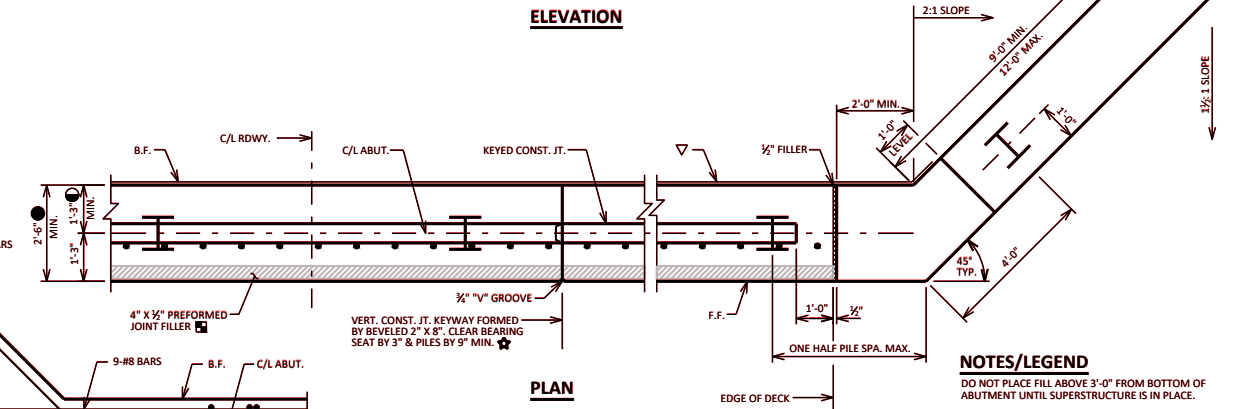 ELEVATION
2:1 SLOPE
9'-0" MIN.
12'-0" MAX.
1½: 1 SLOPE
2'-0" MIN.
1'-0"
LEVEL
1'-0"
C/L RDWY.
B.F.
C/L ABUT.
KEYED CONST. JT.
½" FILLER
2'-6"
MIN.
1'-3"
MIN.
1'-3"
ARS
45°
TYP.
4'-0"
¾" "V" GROOVE
4" X ½" PREFORMED
JOINT FILLER
VERT. CONST. JT. KEYWAY FORMED
BY BEVELED 2" X 8". CLEAR BEARING
SEAT BY 3" & PILES BY 9" MIN.
F.F.
1'-0"
½"
ONE HALF PILE SPA. MAX.
9-#8 BARS
B.F.
C/L ABUT.
PLAN
EDGE OF DECK
NOTES/LEGEND
DO NOT PLACE FILL ABOVE 3'-0" FROM BOTTOM OF
ABUTMENT UNTIL SUPERSTRUCTURE IS IN PLACE.